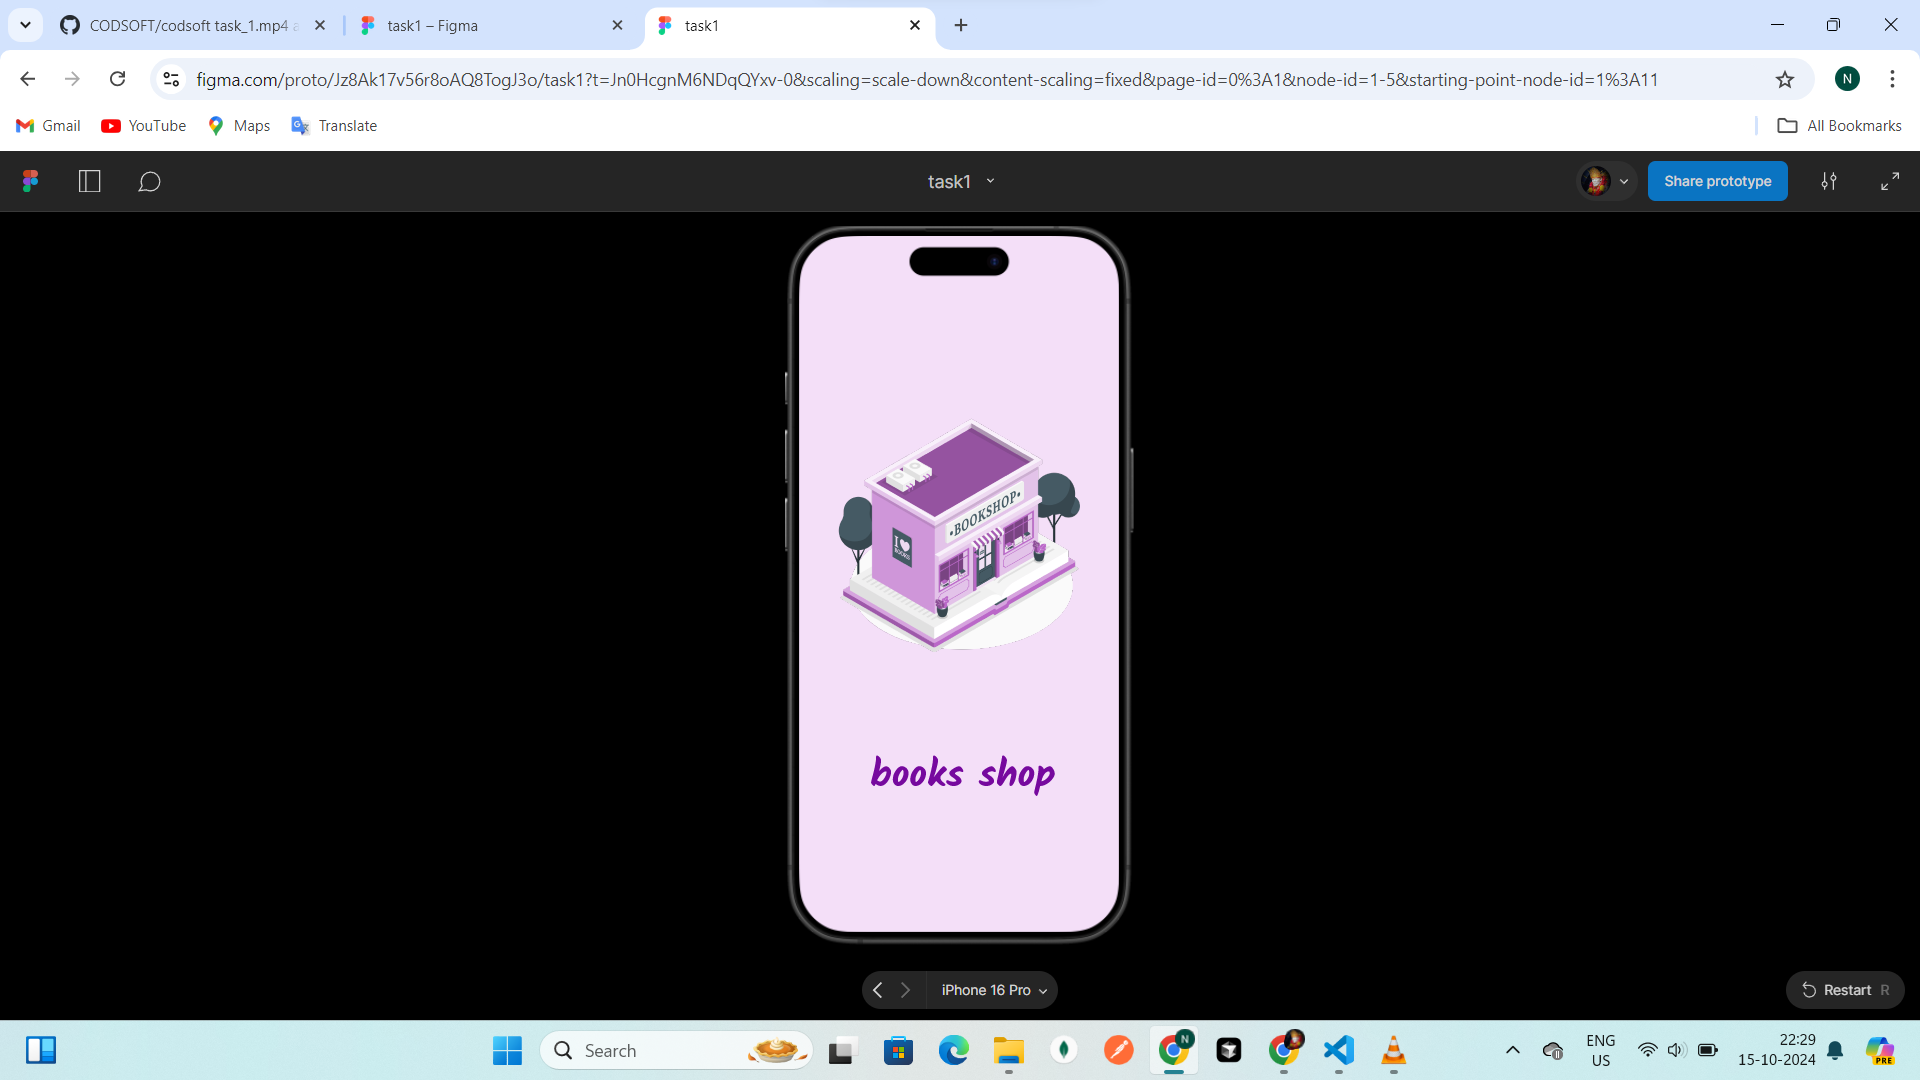 CODSOFT/codsoft task_1.mp4 a
task1 – Figma
task1
figma.com/proto/Jz8Ak17v56r8oAQ8TogJ3o/task1?t=Jn0HcgnM6NDqQYxv-0&scaling=scale-down&content-scaling=fixed&page-id=0%3A1&node-id=1-5&starting-point-node-id=1%3A11
N
Gmail
YouTube
Maps
Translate
All Bookmarks
task1
Share prototype
•BOOKSHOP•
I
BOOKS
books shop
iPhone 16 Pro
Restart R
Search
N
ENG
US
22:29
15-10-2024
PRE